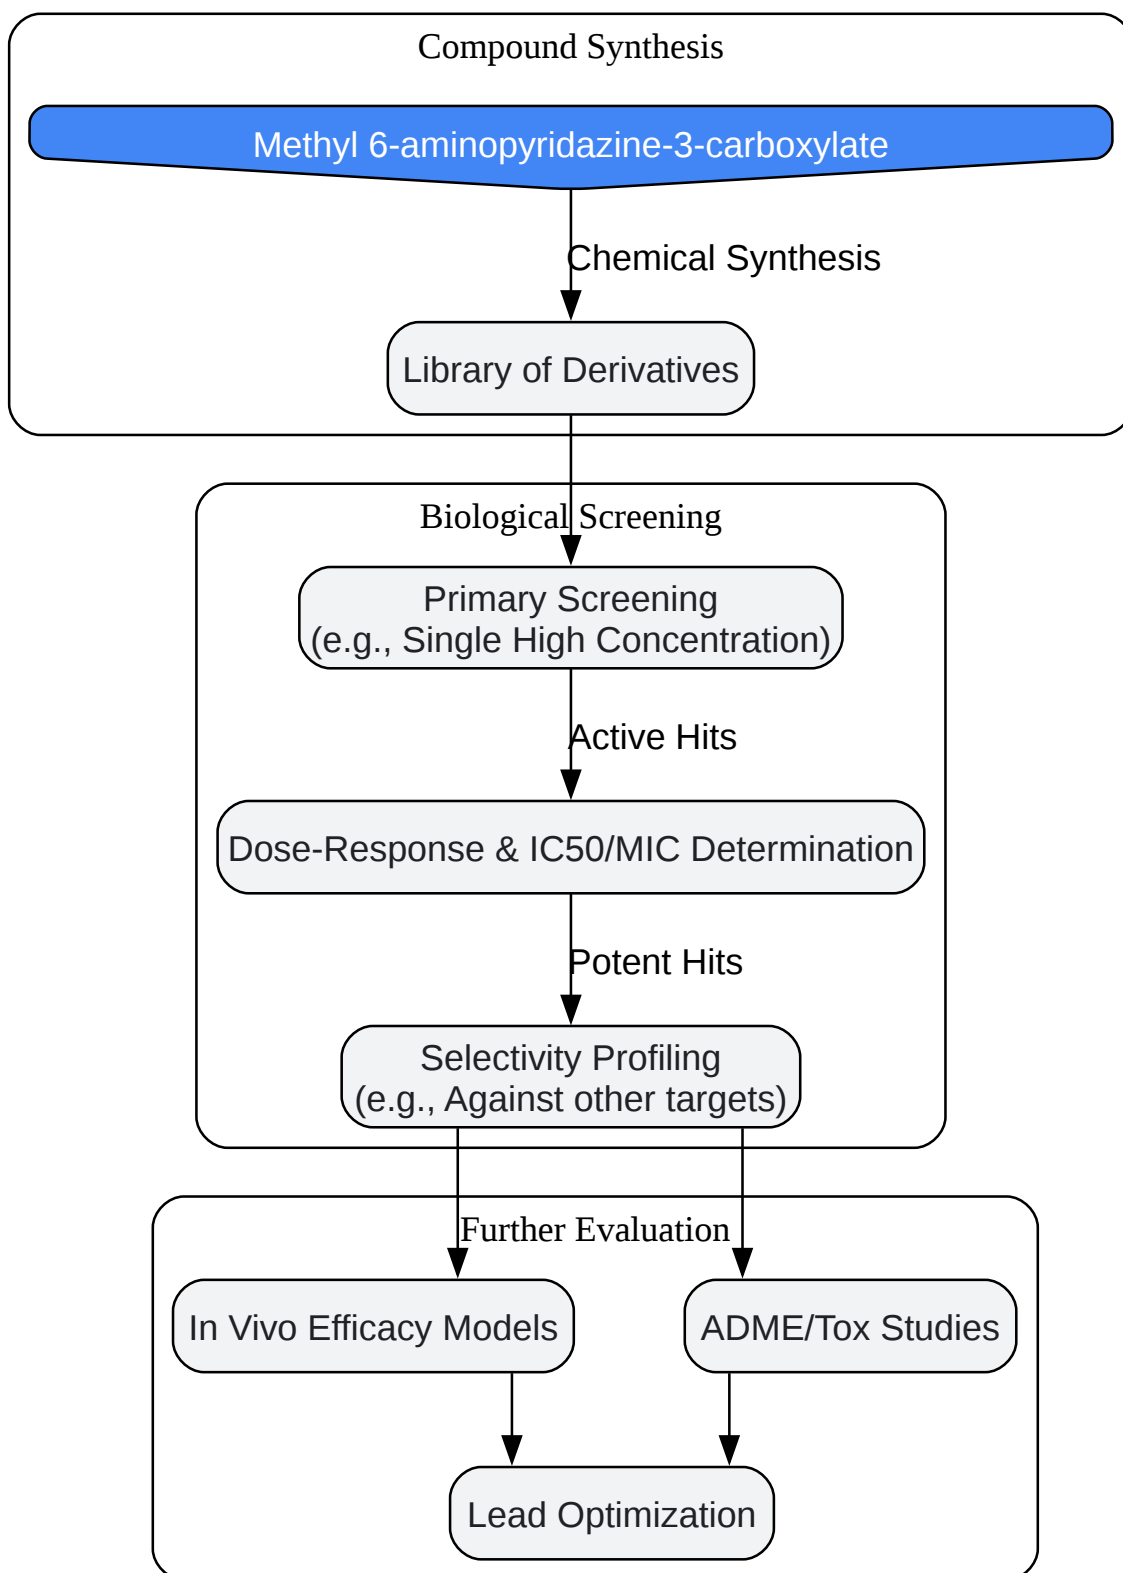 Compound Synthesis
Methyl 6-aminopyridazine-3-carboxylate
Chemical Synthesis
Library of Derivatives
Biological Screening
Primary Screening
(e.g., Single High Concentration)
Active Hits
Dose-Response & IC50/MIC Determination
Potent Hits
Selectivity Profiling
(e.g., Against other targets)
Further Evaluation
In Vivo Efficacy Models
ADME/Tox Studies
Lead Optimization